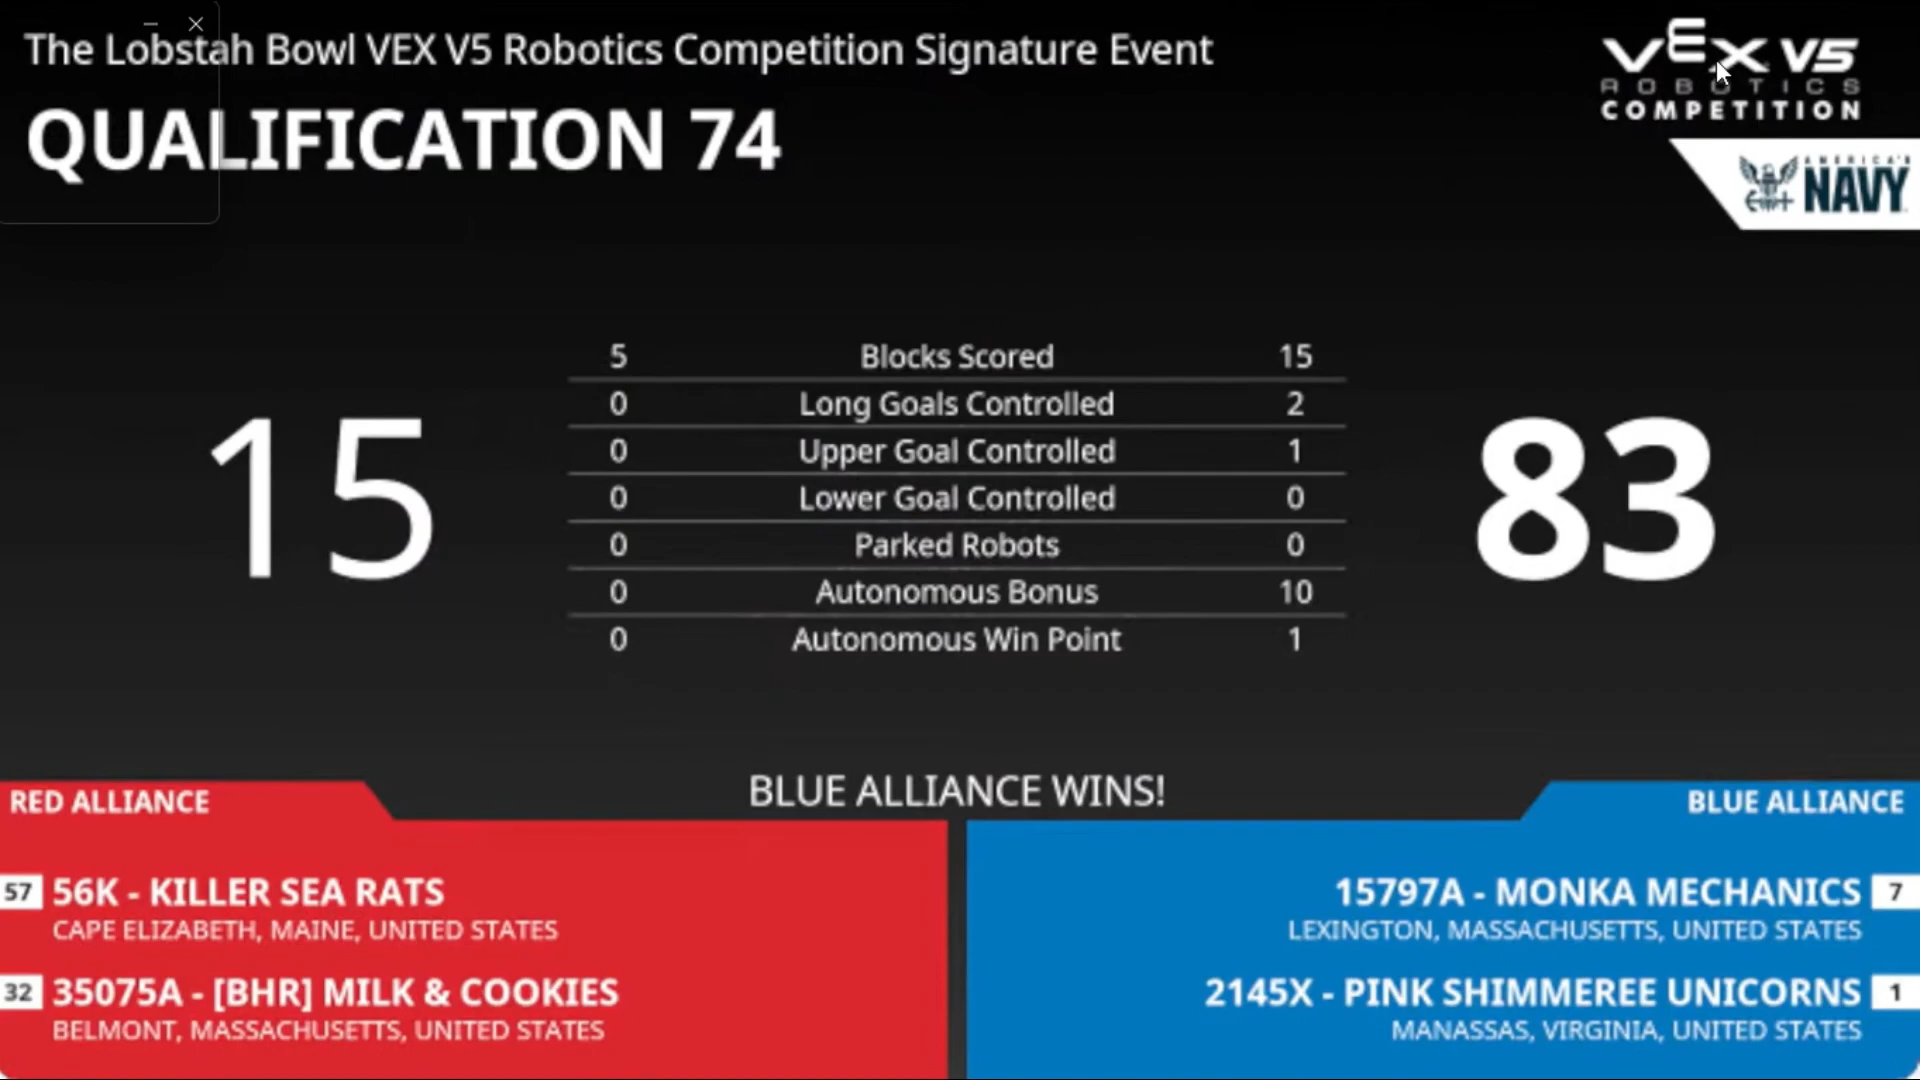 The Lobstah Bowl VEX V5 Robotics Competition Signature Event
QUALIFICATION 74
VEX V5
ROBOTICS
COMPETITION
AMERICA'S
NAVY
5 Blocks Scored 15
0 Long Goals Controlled 2
0 Upper Goal Controlled 1
0 Lower Goal Controlled 0
0 Parked Robots 0
0 Autonomous Bonus 10
0 Autonomous Win Point 1
15
83
BLUE ALLIANCE WINS!
RED ALLIANCE
57 56K - KILLER SEA RATS
CAPE ELIZABETH, MAINE, UNITED STATES
32 35075A - [BHR] MILK & COOKIES
BELMONT, MASSACHUSETTS, UNITED STATES
BLUE ALLIANCE
15797A - MONKA MECHANICS 7
LEXINGTON, MASSACHUSETTS, UNITED STATES
2145X - PINK SHIMMEREE UNICORNS 1
MANASSAS, VIRGINIA, UNITED STATES